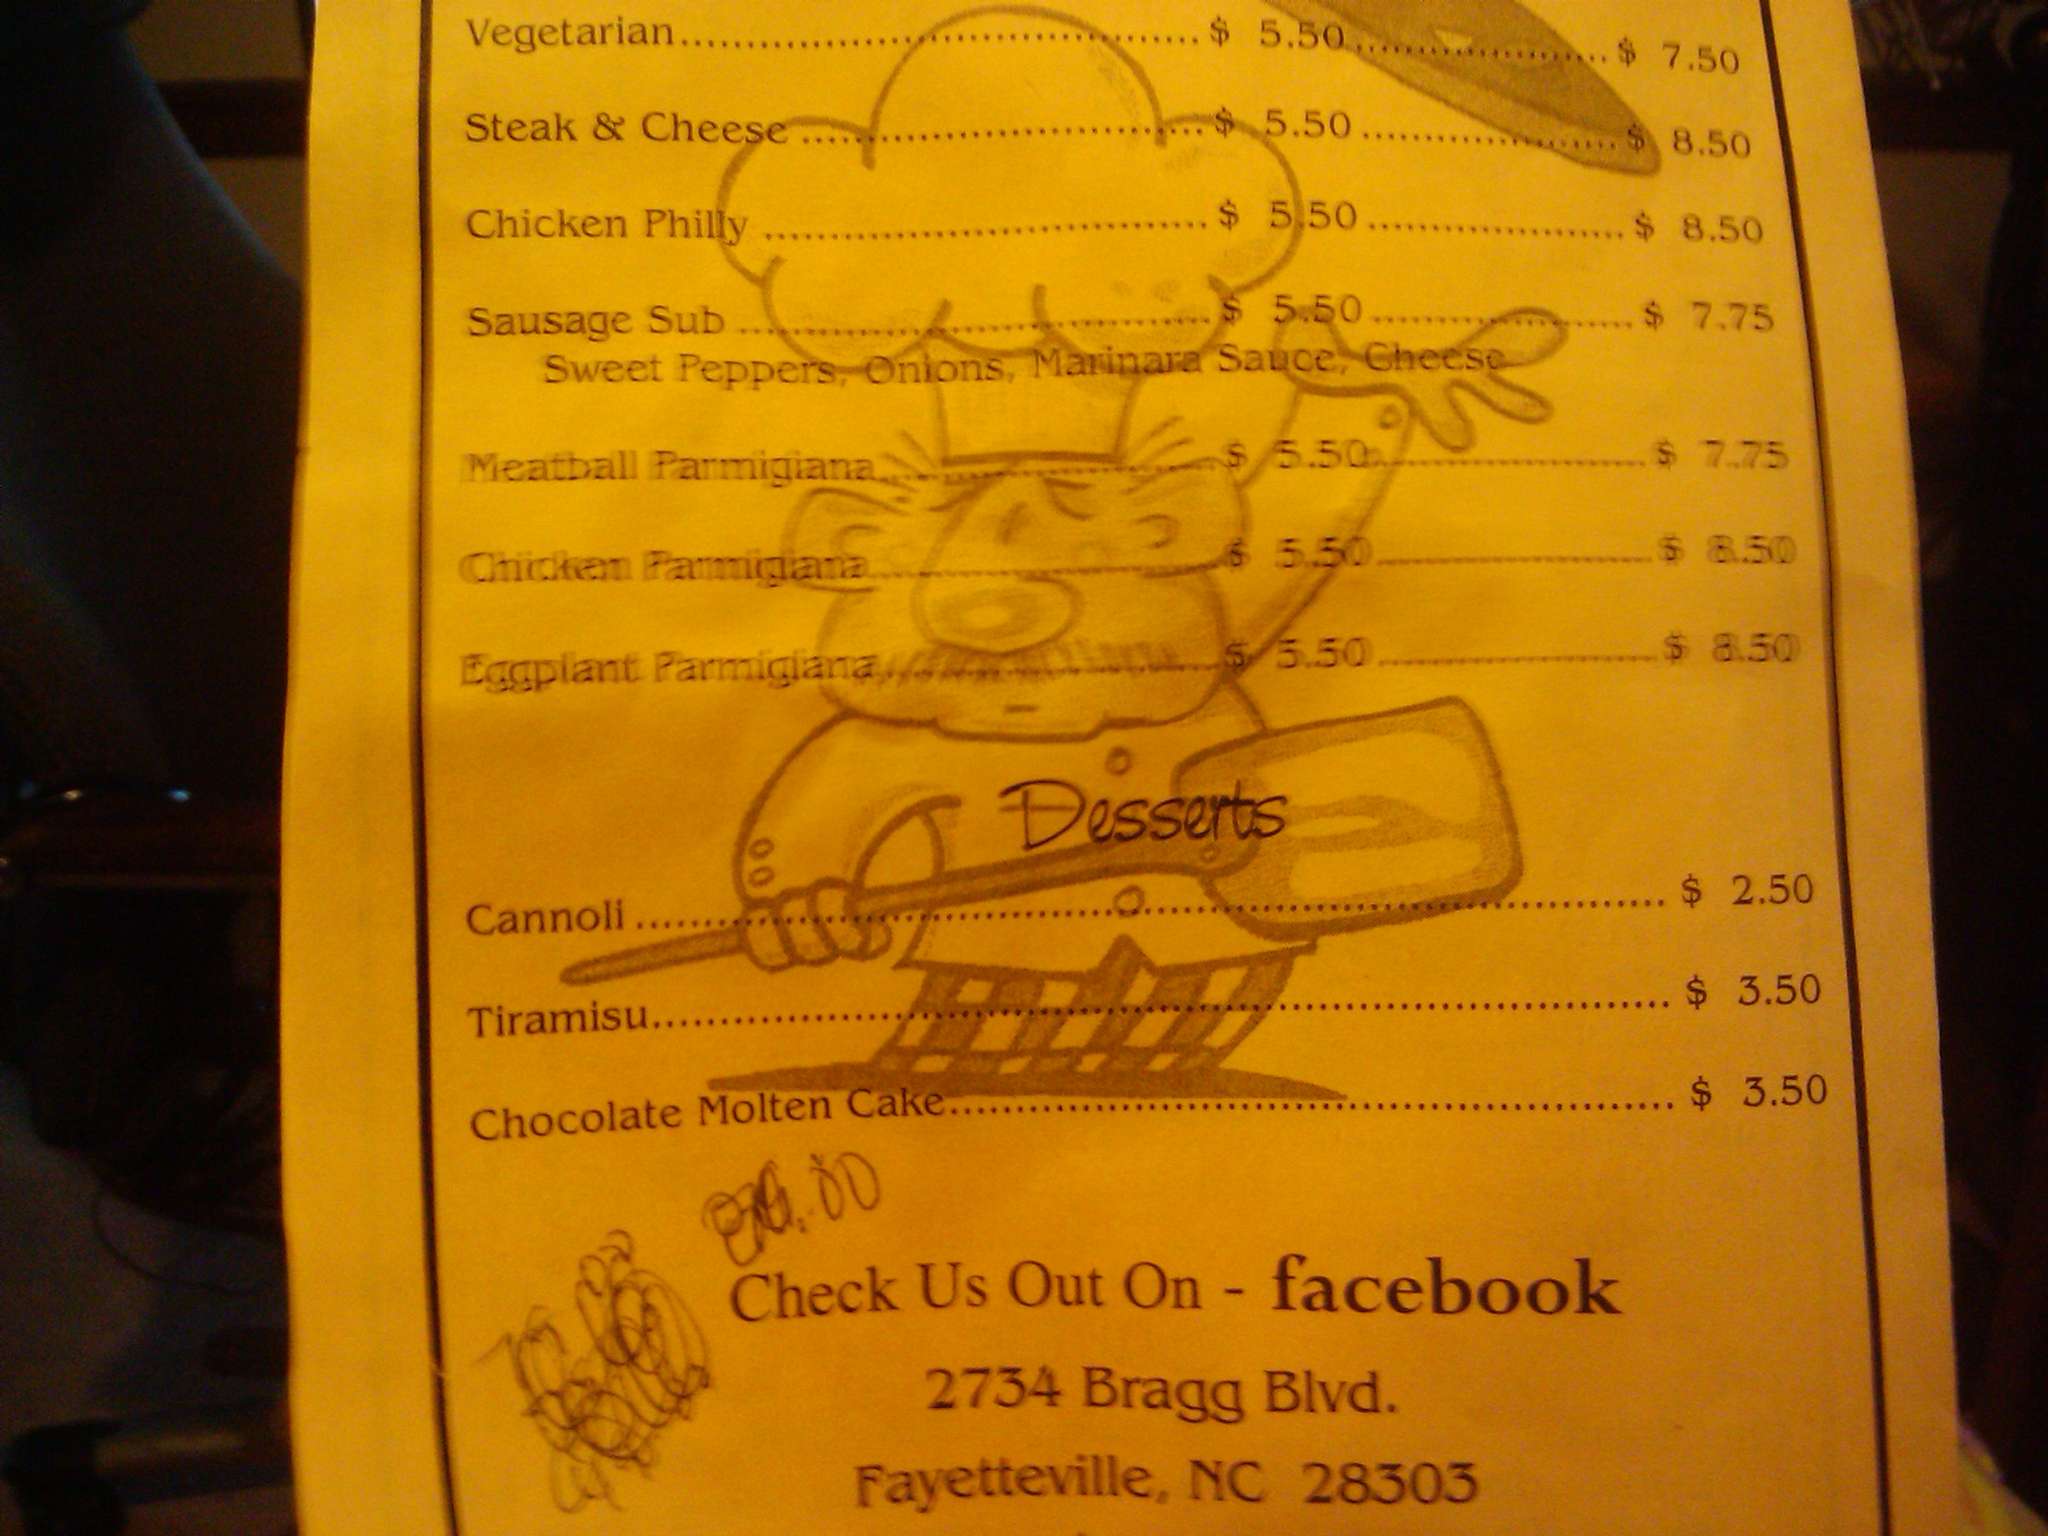 Vegetarian.......................................$ 5.50....................$ 7.50
Steak & Cheese ...............................$ 5.50....................$ 8.50
Chicken Philly ..................................$ 5.50....................$ 8.50
Sausage Sub ....................................$ 5.50.....................$ 7.75
Sweet Peppers, Onions, Marinara Sauce, Cheese
Meatball Parmigiana..........................$ 5.50.....................$ 7.75
Chicken Parmigiana...........................$ 5.50.....................$ 8.50
Eggplant Parmigiana..........................$ 5.50.....................$ 8.50
Desserts
Cannoli ........................................................................... $ 2.50
Tiramisu........................................................................... $ 3.50
Chocolate Molten Cake...................................................... $ 3.50
Check Us Out On - facebook
2734 Bragg Blvd.
Fayetteville, NC 28303